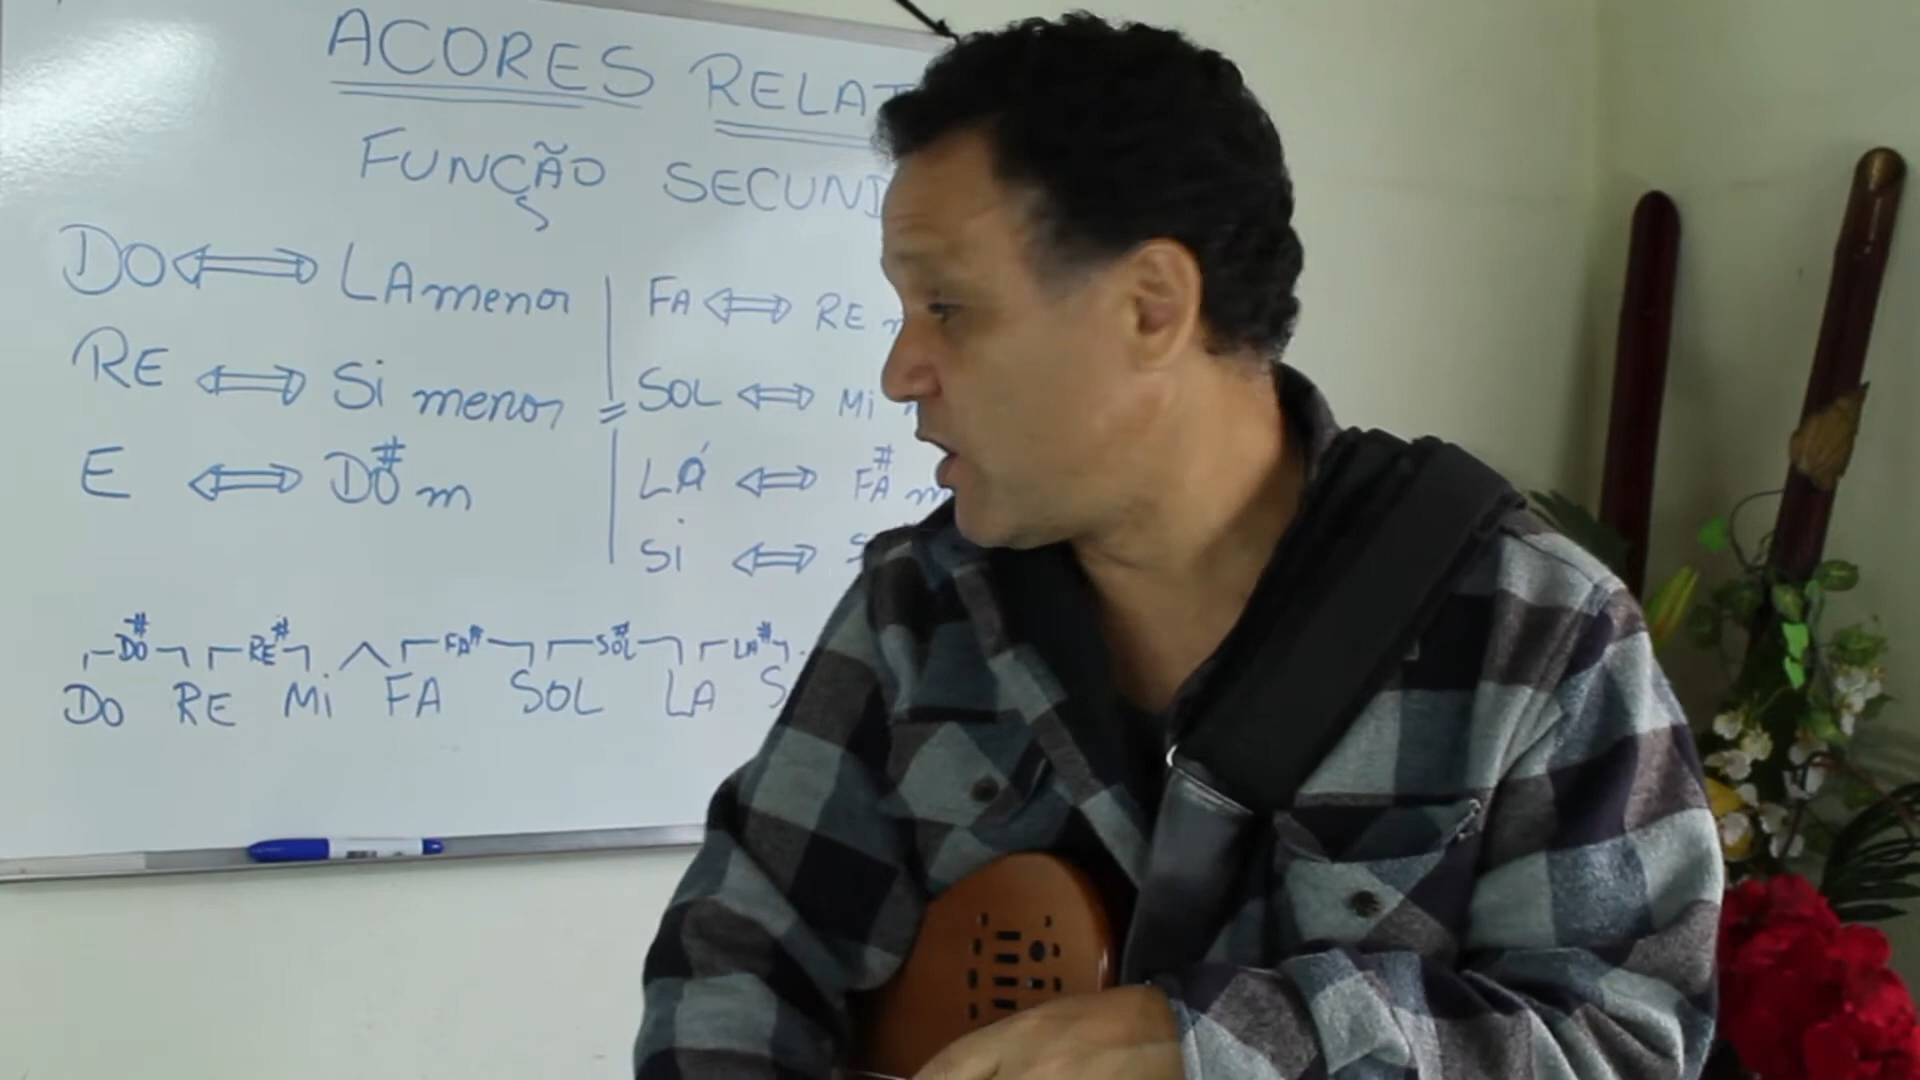 ACORES RELAT
FUNÇÃO SECUND
DO ⟺ LA menor
RE ⟺ Si menor
E ⟺ DO# m
FA ⟺ RE
SOL ⟺ Mi
LÁ ⟺ FA# m
Si ⟺ S
DO# RE# FA# SOL# LA#
DO RE Mi FA SOL LA S